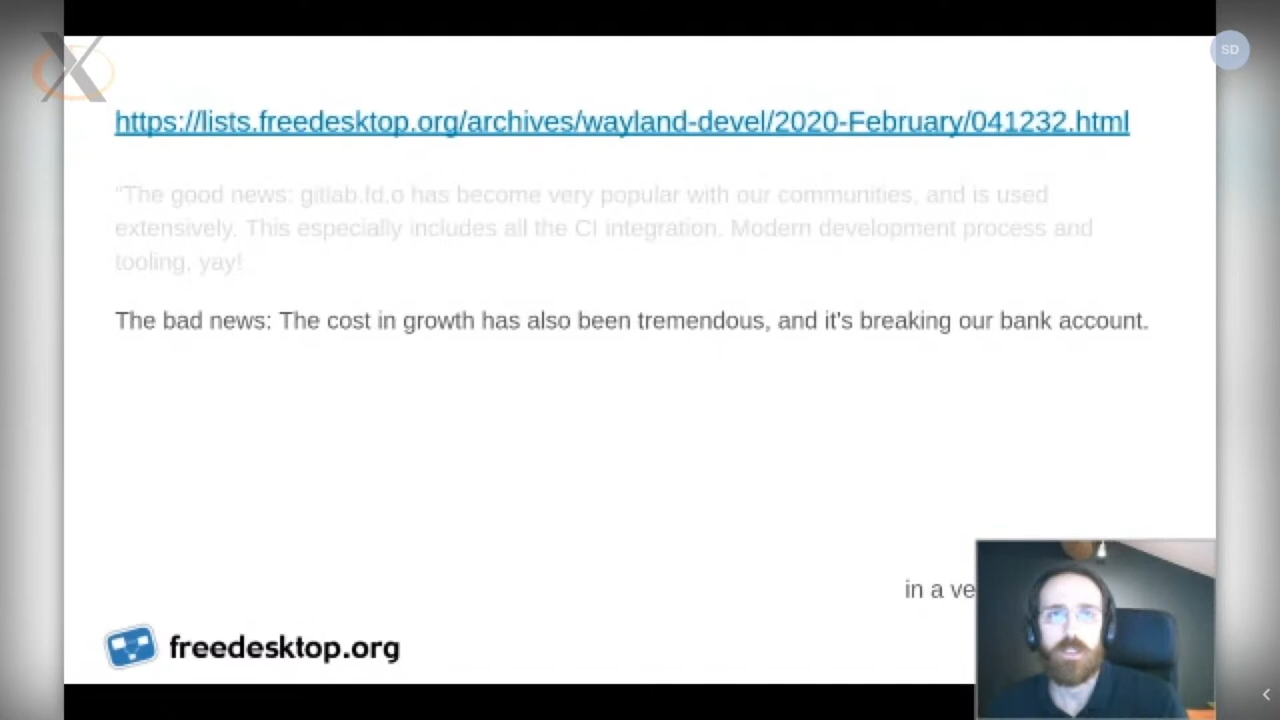 SD
https://lists.freedesktop.org/archives/wayland-devel/2020-February/041232.html
"The good news: gitlab.fd.o has become very popular with our communities, and is used
extensively. This especially includes all the CI integration. Modern development process and
tooling, yay!
The bad news: The cost in growth has also been tremendous, and it's breaking our bank account.
in a ve
freedesktop.org